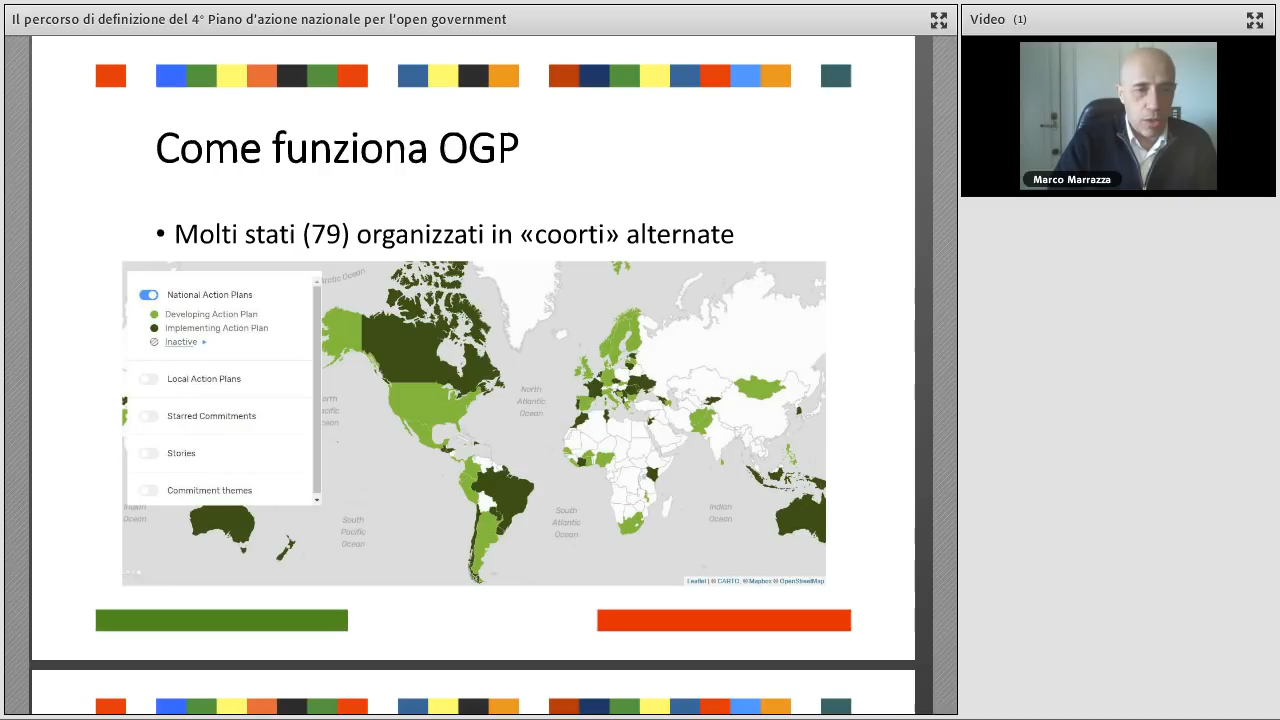 Il percorso di definizione del 4° Piano d'azione nazionale per l'open government
Video (1)
Marco Marrazza
Come funziona OGP
• Molti stati (79) organizzati in «coorti» alternate
National Action Plans
Developing Action Plan
Implementing Action Plan
Inactive
Local Action Plans
Starred Commitments
Stories
Commitment themes
Ocean
North
Atlantic
Ocean
Ocean
South
Pacific
Ocean
South
Atlantic
Ocean
Indian
Ocean
Leaflet | © CARTO, © Mapbox © OpenStreetMap